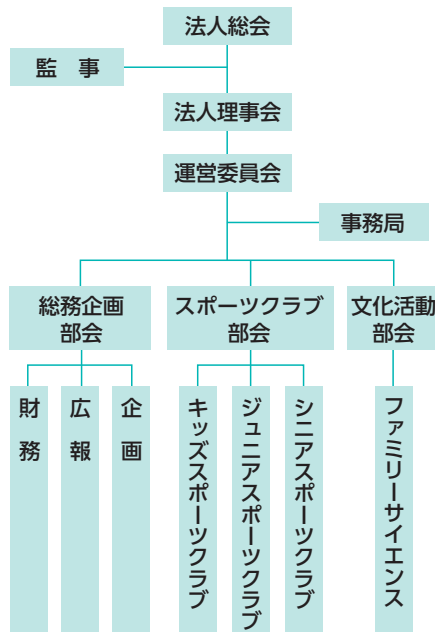 法人総会
監　事
法人理事会
運営委員会
事務局
総務企画
部会
スポーツクラブ
部会
文化活動
部会
財　務
広　報
企　画
キッズスポーツクラブ
ジュニアスポーツクラブ
シニアスポーツクラブ
ファミリーサイエンス